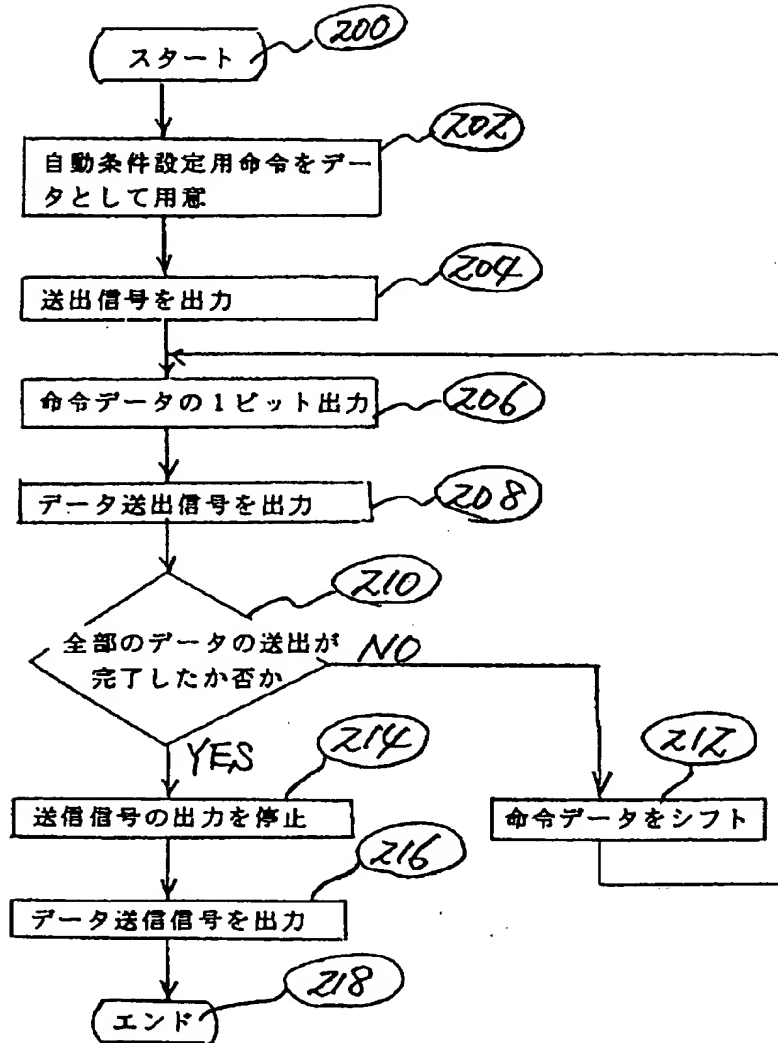 スタート
200
202
自動条件設定用命令をデー
タとして用意
204
送出信号を出力
命令データの1ビット出力
206
データ送出信号を出力
208
210
全部のデータの送出が
完了したか否か
NO
YES
214
212
送信信号の出力を停止
命令データをシフト
216
データ送信信号を出力
218
エンド